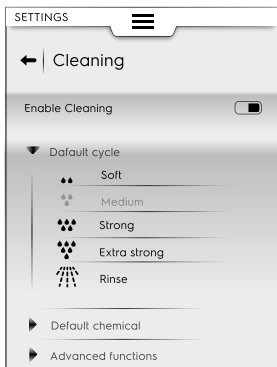 SETTINGS
Cleaning
Enable Cleaning
Dafault cycle
Soft
Medium
Strong
Extra strong
Rinse
Default chemical
Advanced functions